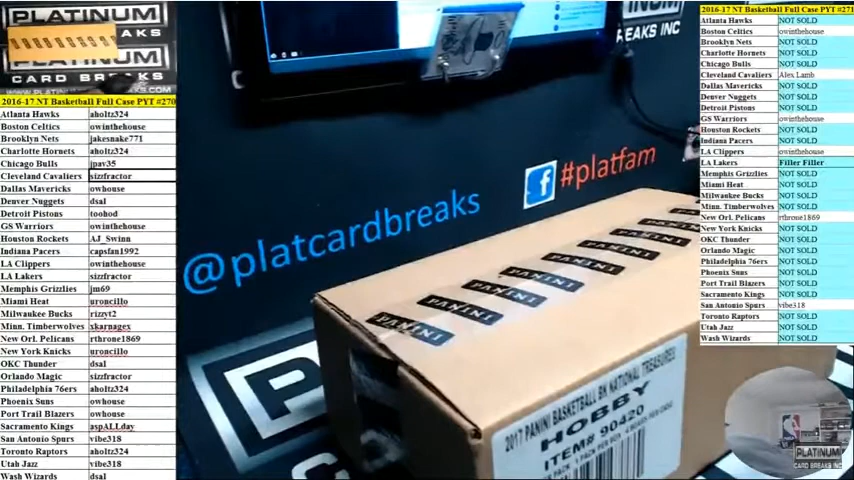 PLATINUM
AKS
PLATINUM
CARD BREAKS
2016-17 NT Basketball Full Case PYT #270
Atlanta Hawks aholtz324
Boston Celtics owinthehouse
Brooklyn Nets jakesnake771
Charlotte Hornets aholtz324
Chicago Bulls jpav35
Cleveland Cavaliers sizzfractor
Dallas Mavericks owhouse
Denver Nuggets dsal
Detroit Pistons toohod
GS Warriors owinthehouse
Houston Rockets AJ_Swinn
Indiana Pacers capsfan1992
LA Clippers owinthehouse
LA Lakers sizzfractor
Memphis Grizzlies jm69
Miami Heat uroncillo
Milwaukee Bucks rizzyt2
Minn. Timberwolves xkarnagex
New Orl. Pelicans rthrone1869
New York Knicks uroncillo
OKC Thunder dsal
Orlando Magic sizzfractor
Philadelphia 76ers aholtz324
Phoenix Suns owhouse
Port Trail Blazers owhouse
Sacramento Kings aspALLday
San Antonio Spurs vibe318
Toronto Raptors aholtz324
Utah Jazz vibe318
Wash Wizards dsal
INUM
BREAKS INC
@platcardbreaks
f #platfam
PANINI PANINI PANINI PANINI PANINI PANINI PANINI
2017 PANINI BASKETBALL BK NATIONAL TREASURES
HOBBY
ITEM# 90420
2016-17 NT Basketball Full Case PYT #271
Atlanta Hawks NOT SOLD
Boston Celtics owinthehouse
Brooklyn Nets NOT SOLD
Charlotte Hornets NOT SOLD
Chicago Bulls NOT SOLD
Cleveland Cavaliers Alex Lamb
Dallas Mavericks NOT SOLD
Denver Nuggets NOT SOLD
Detroit Pistons NOT SOLD
GS Warriors owinthehouse
Houston Rockets NOT SOLD
Indiana Pacers NOT SOLD
LA Clippers owinthehouse
LA Lakers Filler Filler
Memphis Grizzlies NOT SOLD
Miami Heat NOT SOLD
Milwaukee Bucks NOT SOLD
Minn. Timberwolves NOT SOLD
New Orl. Pelicans rthrone1869
New York Knicks NOT SOLD
OKC Thunder NOT SOLD
Orlando Magic NOT SOLD
Philadelphia 76ers NOT SOLD
Phoenix Suns NOT SOLD
Port Trail Blazers NOT SOLD
Sacramento Kings NOT SOLD
San Antonio Spurs vibe318
Toronto Raptors NOT SOLD
Utah Jazz NOT SOLD
Wash Wizards NOT SOLD
PLATINUM
CARD BREAKS INC